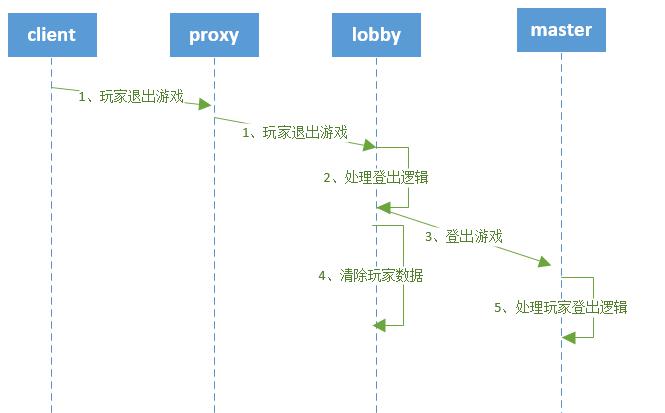 client
proxy
lobby
master
1、玩家退出游戏
1、玩家退出游戏
2、处理登出逻辑
3、登出游戏
4、清除玩家数据
5、处理玩家登出逻辑